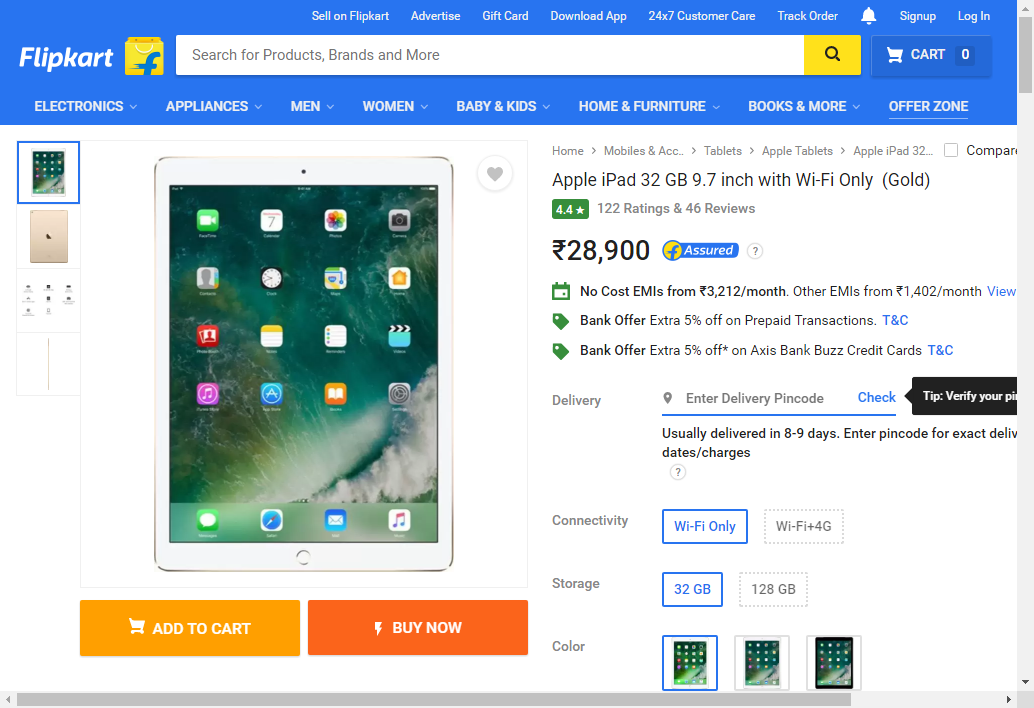 Sell on Flipkart Advertise Gift Card Download App 24x7 Customer Care Track Order Signup Log In
Flipkart Search for Products, Brands and More CART 0
ELECTRONICS APPLIANCES MEN WOMEN BABY & KIDS HOME & FURNITURE BOOKS & MORE OFFER ZONE
Home > Mobiles & Acc.. > Tablets > Apple Tablets > Apple iPad 32... Compare
Apple iPad 32 GB 9.7 inch with Wi-Fi Only (Gold)
4.4★ 122 Ratings & 46 Reviews
₹28,900 Assured ?
No Cost EMIs from ₹3,212/month. Other EMIs from ₹1,402/month View
Bank Offer Extra 5% off on Prepaid Transactions. T&C
Bank Offer Extra 5% off* on Axis Bank Buzz Credit Cards T&C
Delivery Enter Delivery Pincode Check Tip: Verify your pi
Usually delivered in 8-9 days. Enter pincode for exact deliv
dates/charges
?
Connectivity Wi-Fi Only Wi-Fi+4G
Storage 32 GB 128 GB
ADD TO CART BUY NOW
Color